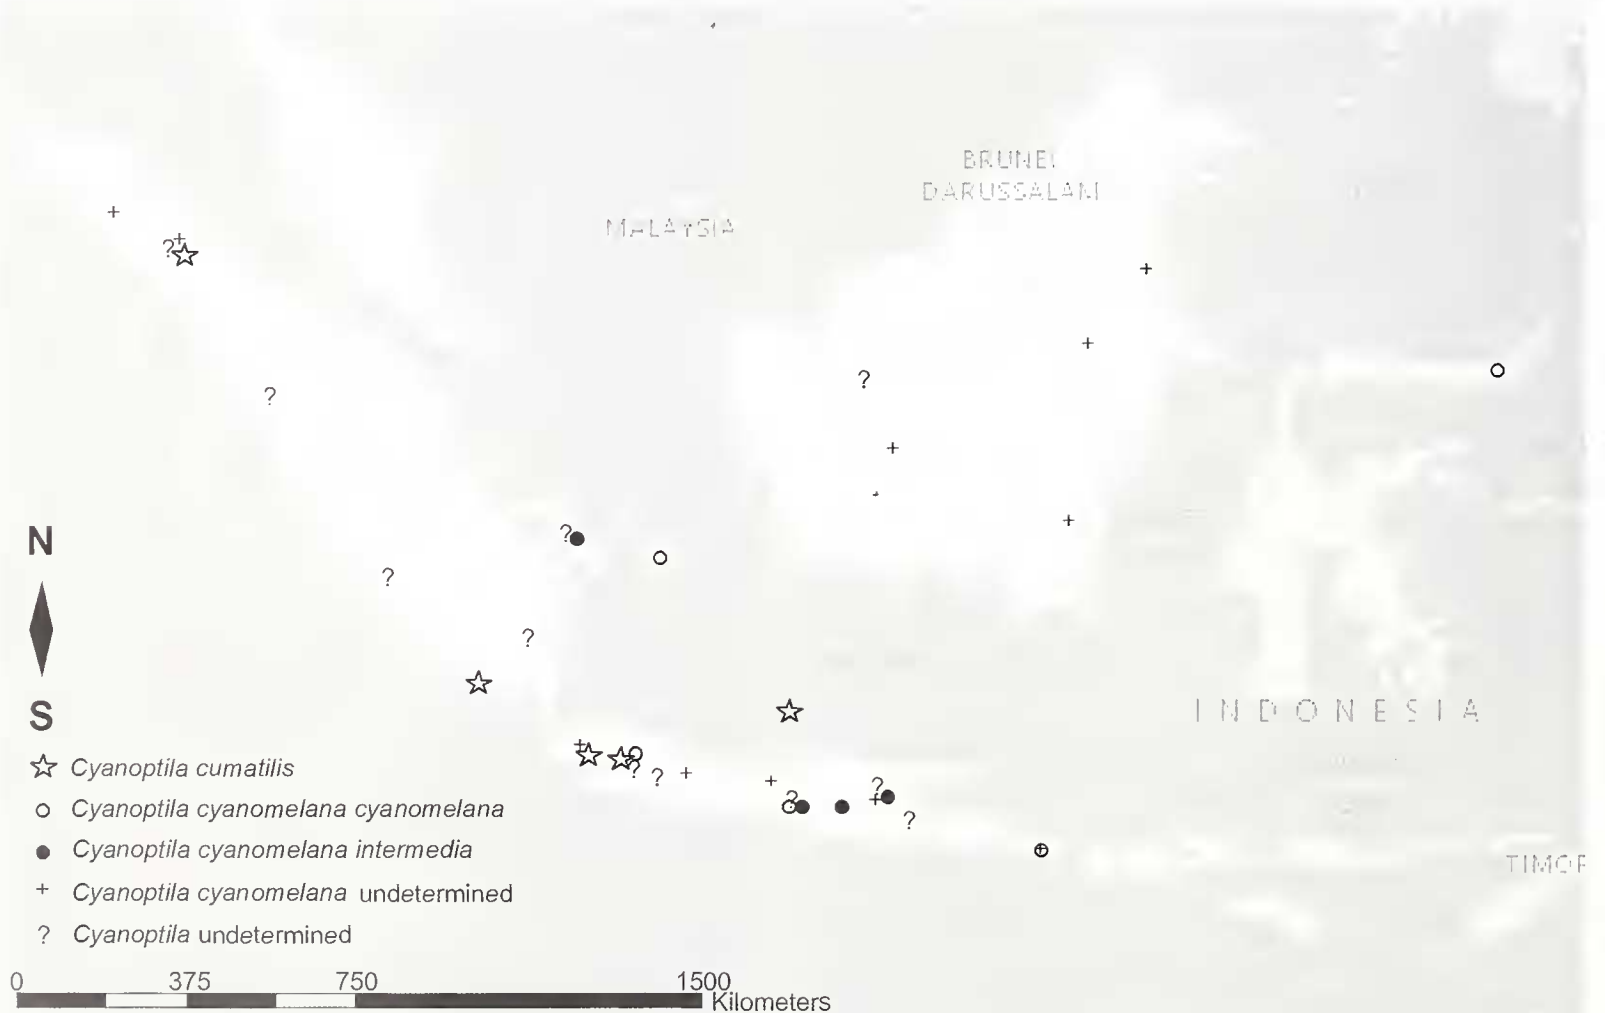 BRUNEI
DARUSSALAM
MALAYSIA
N
S
INDONESIA
TIMOR
Cyanoptila cumatilis
Cyanoptila cyanomelana cyanomelana
Cyanoptila cyanomelana intermedia
+ Cyanoptila cyanomelana undetermined
? Cyanoptila undetermined
0 375 750 1500
Kilometers